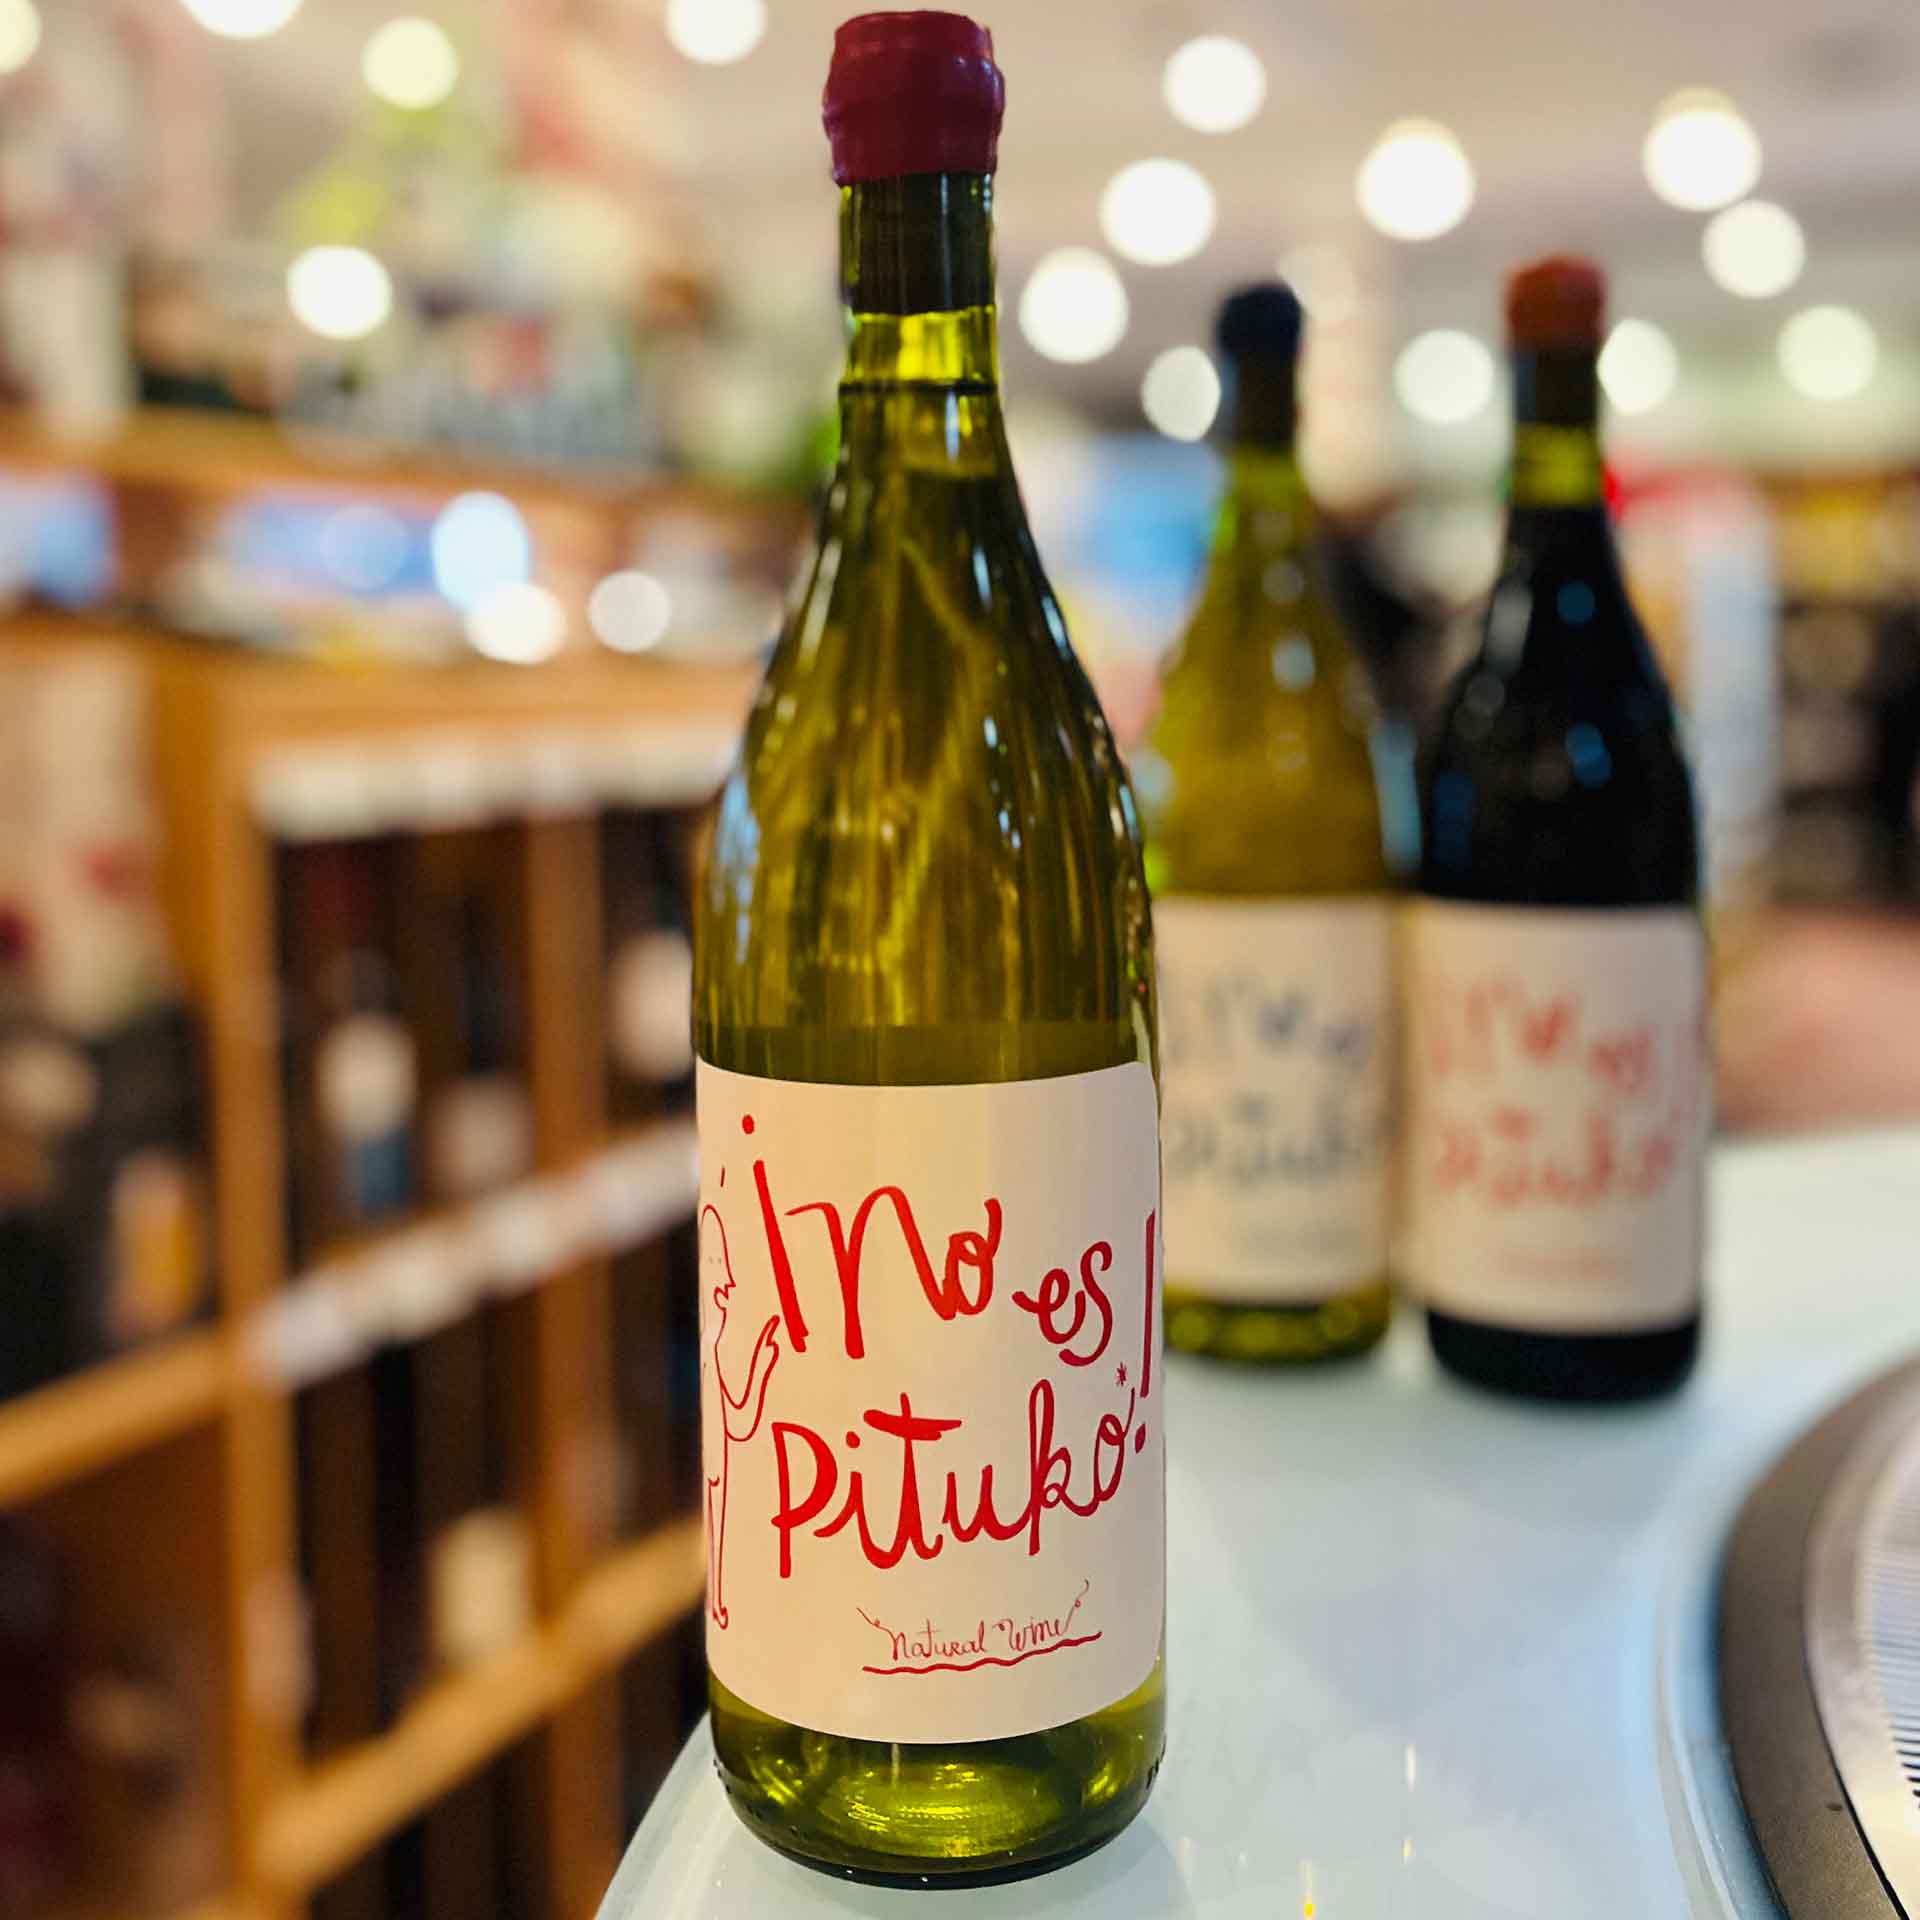 ¡No es
Pituko*!
Natural Wine